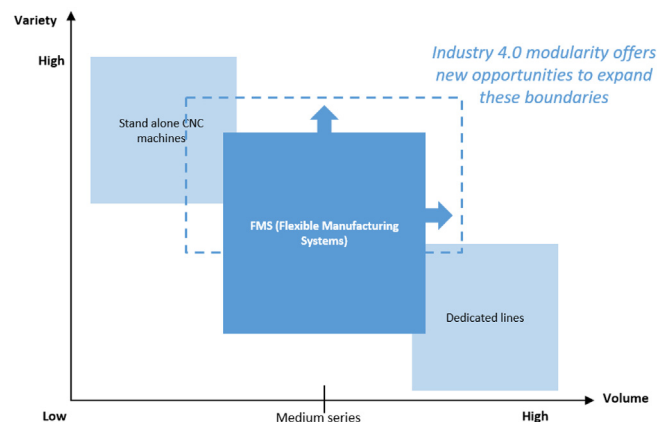 Variety
High
Industry 4.0 modularity offers
new opportunities to expand
these boundaries
Stand alone CNC
machines
FMS (Flexible Manufacturing
Systems)
Dedicated lines
Volume
Low
Medium series
High